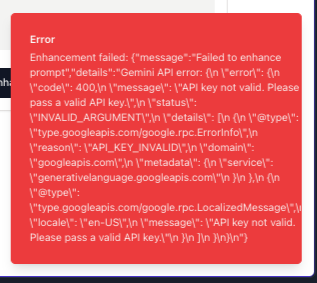 Error
Enhancement failed: {"message":"Failed to enhance
prompt","details":"Gemini API error: {\n \"error\": {\n
\"code\": 400,\n \"message\": \"API key not valid. Please
pass a valid API key.\",\n \"status\":
\"INVALID_ARGUMENT\",\n \"details\": [\n {\n \"@type\":
\"type.googleapis.com/google.rpc.ErrorInfo\",\n
\"reason\": \"API_KEY_INVALID\",\n \"domain\":
\"googleapis.com\",\n \"metadata\": {\n \"service\":
\"generativelanguage.googleapis.com\"\n }\n },\n {\n
\"@type\":
\"type.googleapis.com/google.rpc.LocalizedMessage\",\n
\"locale\": \"en-US\",\n \"message\": \"API key not valid.
Please pass a valid API key.\"\n }\n ]\n }\n}\n"}